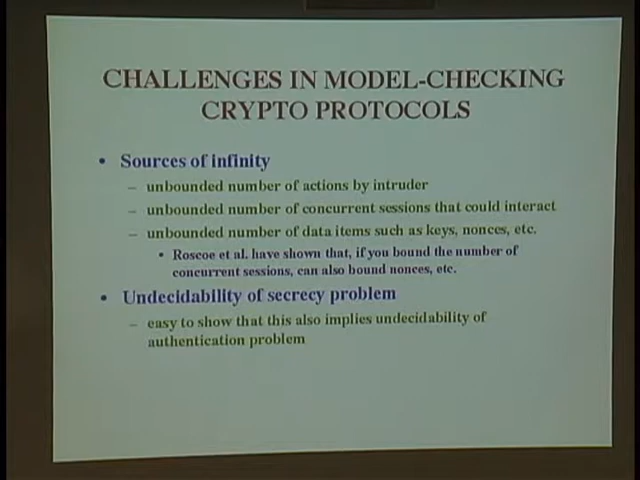 CHALLENGES IN MODEL-CHECKING
CRYPTO PROTOCOLS
• Sources of infinity
– unbounded number of actions by intruder
– unbounded number of concurrent sessions that could interact
– unbounded number of data items such as keys, nonces, etc.
• Roscoe et al. have shown that, if you bound the number of
concurrent sessions, can also bound nonces, etc.
• Undecidability of secrecy problem
– easy to show that this also implies undecidability of
authentication problem